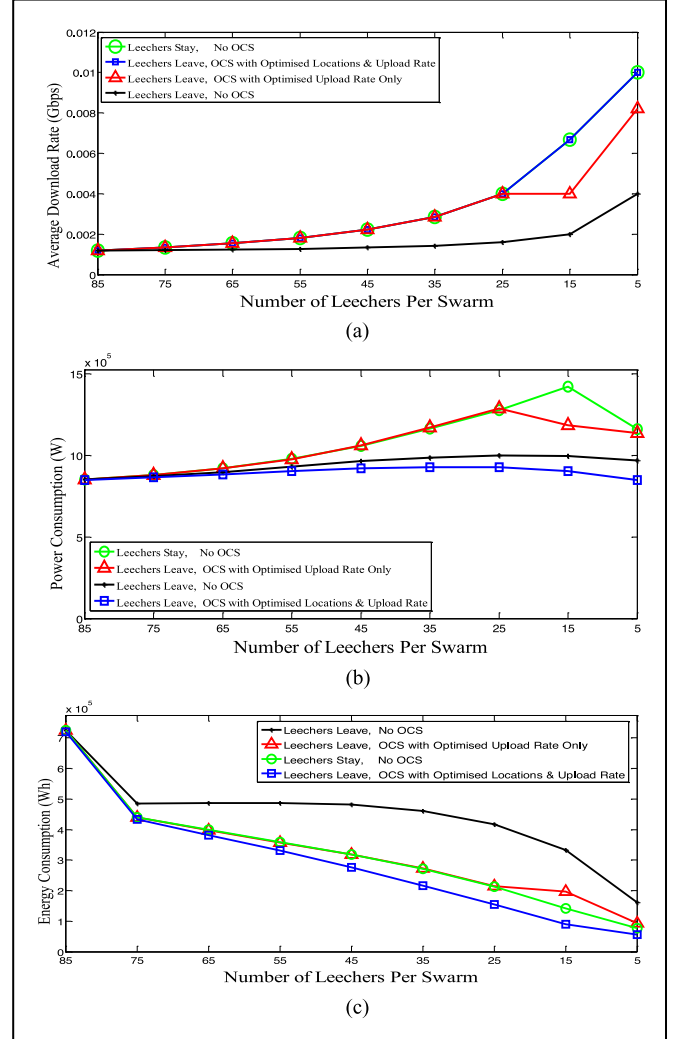 0.012
0.01
0.008
0.006
0.004
0.002
0
Average Download Rate (Gbps)
Leechers Stay, No OCS
Leechers Leave, OCS with Optimised Locations & Upload Rate
Leechers Leave, OCS with Optimised Upload Rate Only
Leechers Leave, No OCS
85 75 65 55 45 35 25 15 5
Number of Leechers Per Swarm
(a)
x 10^5
15
10
5
0
Power Consumption (W)
Leechers Stay, No OCS
Leechers Leave, OCS with Optimised Upload Rate Only
Leechers Leave, No OCS
Leechers Leave, OCS with Optimised Locations & Upload Rate
85 75 65 55 45 35 25 15 5
Number of Leechers Per Swarm
(b)
x 10^5
7
6
5
4
3
2
1
0
Energy Consumption (Wh)
Leechers Leave, No OCS
Leechers Leave, OCS with Optimised Upload Rate Only
Leechers Stay, No OCS
Leechers Leave, OCS with Optimised Locations & Upload Rate
85 75 65 55 45 35 25 15 5
Number of Leechers Per Swarm
(c)